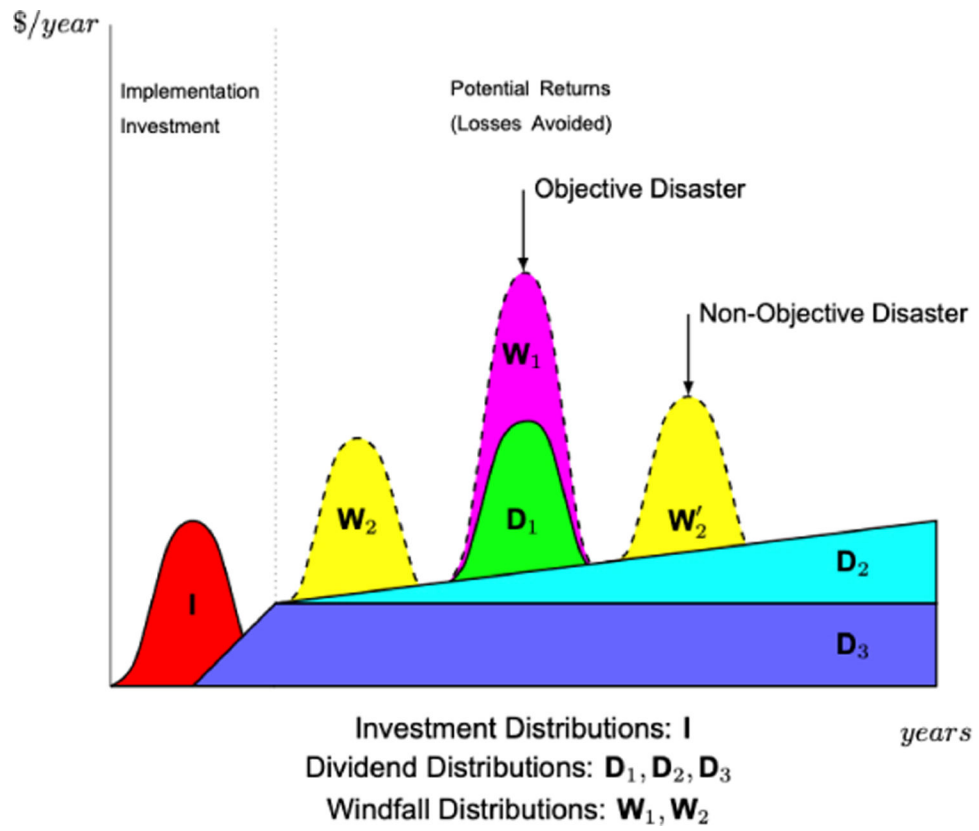 $/year
Implementation
Investment
Potential Returns
(Losses Avoided)
Objective Disaster
Non-Objective Disaster
W₁
W₂
D₁
W′₂
I
D₂
D₃
Investment Distributions: I
years
Dividend Distributions: D₁, D₂, D₃
Windfall Distributions: W₁, W₂